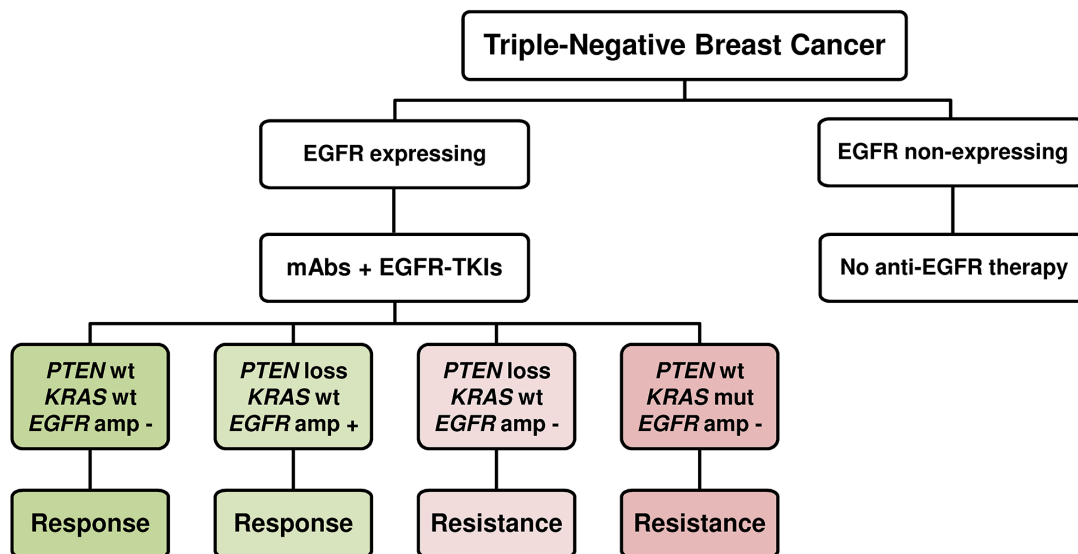 Triple-Negative Breast Cancer
EGFR expressing
EGFR non-expressing
mAbs + EGFR-TKIs
No anti-EGFR therapy
PTEN wt
KRAS wt
EGFR amp -
PTEN loss
KRAS wt
EGFR amp +
PTEN loss
KRAS wt
EGFR amp -
PTEN wt
KRAS mut
EGFR amp -
Response
Response
Resistance
Resistance